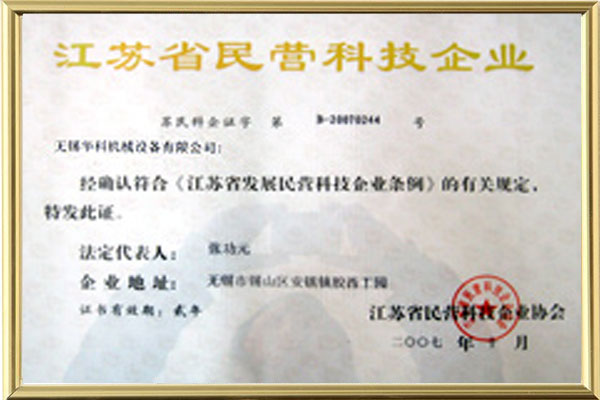 江苏省民营科技企业
苏民科企证字 第 B-20070244 号
无锡华科机械设备有限公司：
经确认符合《江苏省发展民营科技企业条例》的有关规定，
特发此证。
法定代表人： 张功元
企业地址： 无锡市锡山区安镇镇胶西工园
证书有效期：贰年
江苏省民营科技企业协会
二〇〇七 年 月